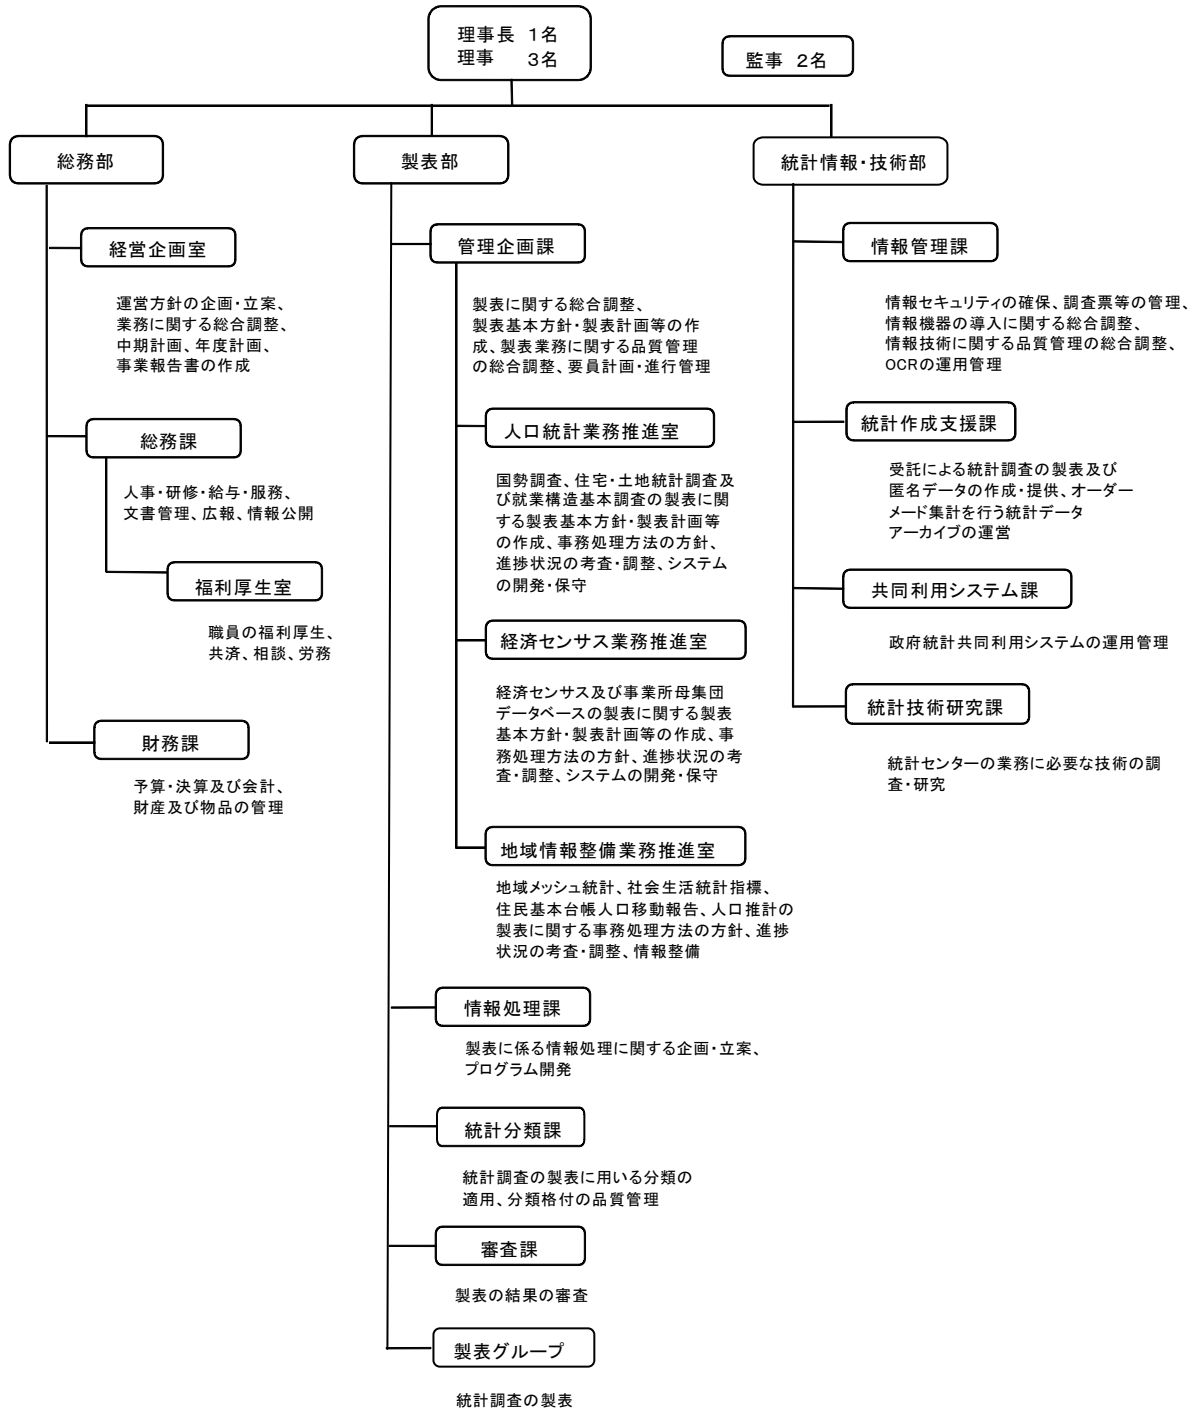 理事長 1名
理事 3名
監事 2名
総務部
経営企画室
運営方針の企画・立案、
業務に関する総合調整、
中期計画、年度計画、
事業報告書の作成
総務課
人事・研修・給与・服務、
文書管理、広報、情報公開
福利厚生室
職員の福利厚生、
共済、相談、労務
財務課
予算・決算及び会計、
財産及び物品の管理
製表部
管理企画課
製表に関する総合調整、
製表基本方針・製表計画等の作
成、製表業務に関する品質管理
の総合調整、要員計画・進行管理
人口統計業務推進室
国勢調査、住宅・土地統計調査及
び就業構造基本調査の製表に関
する製表基本方針・製表計画等
の作成、事務処理方法の方針、
進捗状況の考査・調整、システム
の開発・保守
経済センサス業務推進室
経済センサス及び事業所母集団
データベースの製表に関する製表
基本方針・製表計画等の作成、事
務処理方法の方針、進捗状況の考
査・調整、システムの開発・保守
地域情報整備業務推進室
地域メッシュ統計、社会生活統計指標、
住民基本台帳人口移動報告、人口推計の
製表に関する事務処理方法の方針、進捗
状況の考査・調整、情報整備
情報処理課
製表に係る情報処理に関する企画・立案、
プログラム開発
統計分類課
統計調査の製表に用いる分類の
適用、分類格付の品質管理
審査課
製表の結果の審査
製表グループ
統計調査の製表
統計情報・技術部
情報管理課
情報セキュリティの確保、調査票等の管理、
情報機器の導入に関する総合調整、
情報技術に関する品質管理の総合調整、
OCRの運用管理
統計作成支援課
受託による統計調査の製表及び
匿名データの作成・提供、オーダー
メード集計を行う統計データ
アーカイブの運営
共同利用システム課
政府統計共同利用システムの運用管理
統計技術研究課
統計センターの業務に必要な技術の調
査・研究